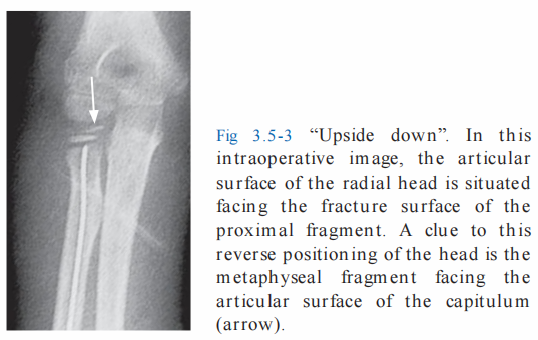 Fig 3.5-3 “Upside down”. In this
intraoperative image, the articular
surface of the radial head is situated
facing the fracture surface of the
proximal fragment. A clue to this
reverse positioning of the head is the
metaphyseal fragment facing the
articular surface of the capitulum
(arrow).